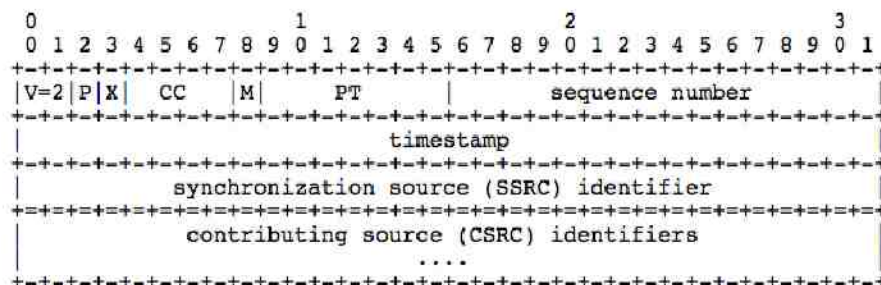 0                   1                   2                   3
0 1 2 3 4 5 6 7 8 9 0 1 2 3 4 5 6 7 8 9 0 1 2 3 4 5 6 7 8 9 0 1
+-+-+-+-+-+-+-+-+-+-+-+-+-+-+-+-+-+-+-+-+-+-+-+-+-+-+-+-+-+-+-+-+
|V=2|P|X|  CC   |M|     PT      |       sequence number         |
+-+-+-+-+-+-+-+-+-+-+-+-+-+-+-+-+-+-+-+-+-+-+-+-+-+-+-+-+-+-+-+-+
|                           timestamp                           |
+-+-+-+-+-+-+-+-+-+-+-+-+-+-+-+-+-+-+-+-+-+-+-+-+-+-+-+-+-+-+-+-+
|           synchronization source (SSRC) identifier            |
+=+=+=+=+=+=+=+=+=+=+=+=+=+=+=+=+=+=+=+=+=+=+=+=+=+=+=+=+=+=+=+=+
|            contributing source (CSRC) identifiers             |
|                             ....                              |
+-+-+-+-+-+-+-+-+-+-+-+-+-+-+-+-+-+-+-+-+-+-+-+-+-+-+-+-+-+-+-+-+